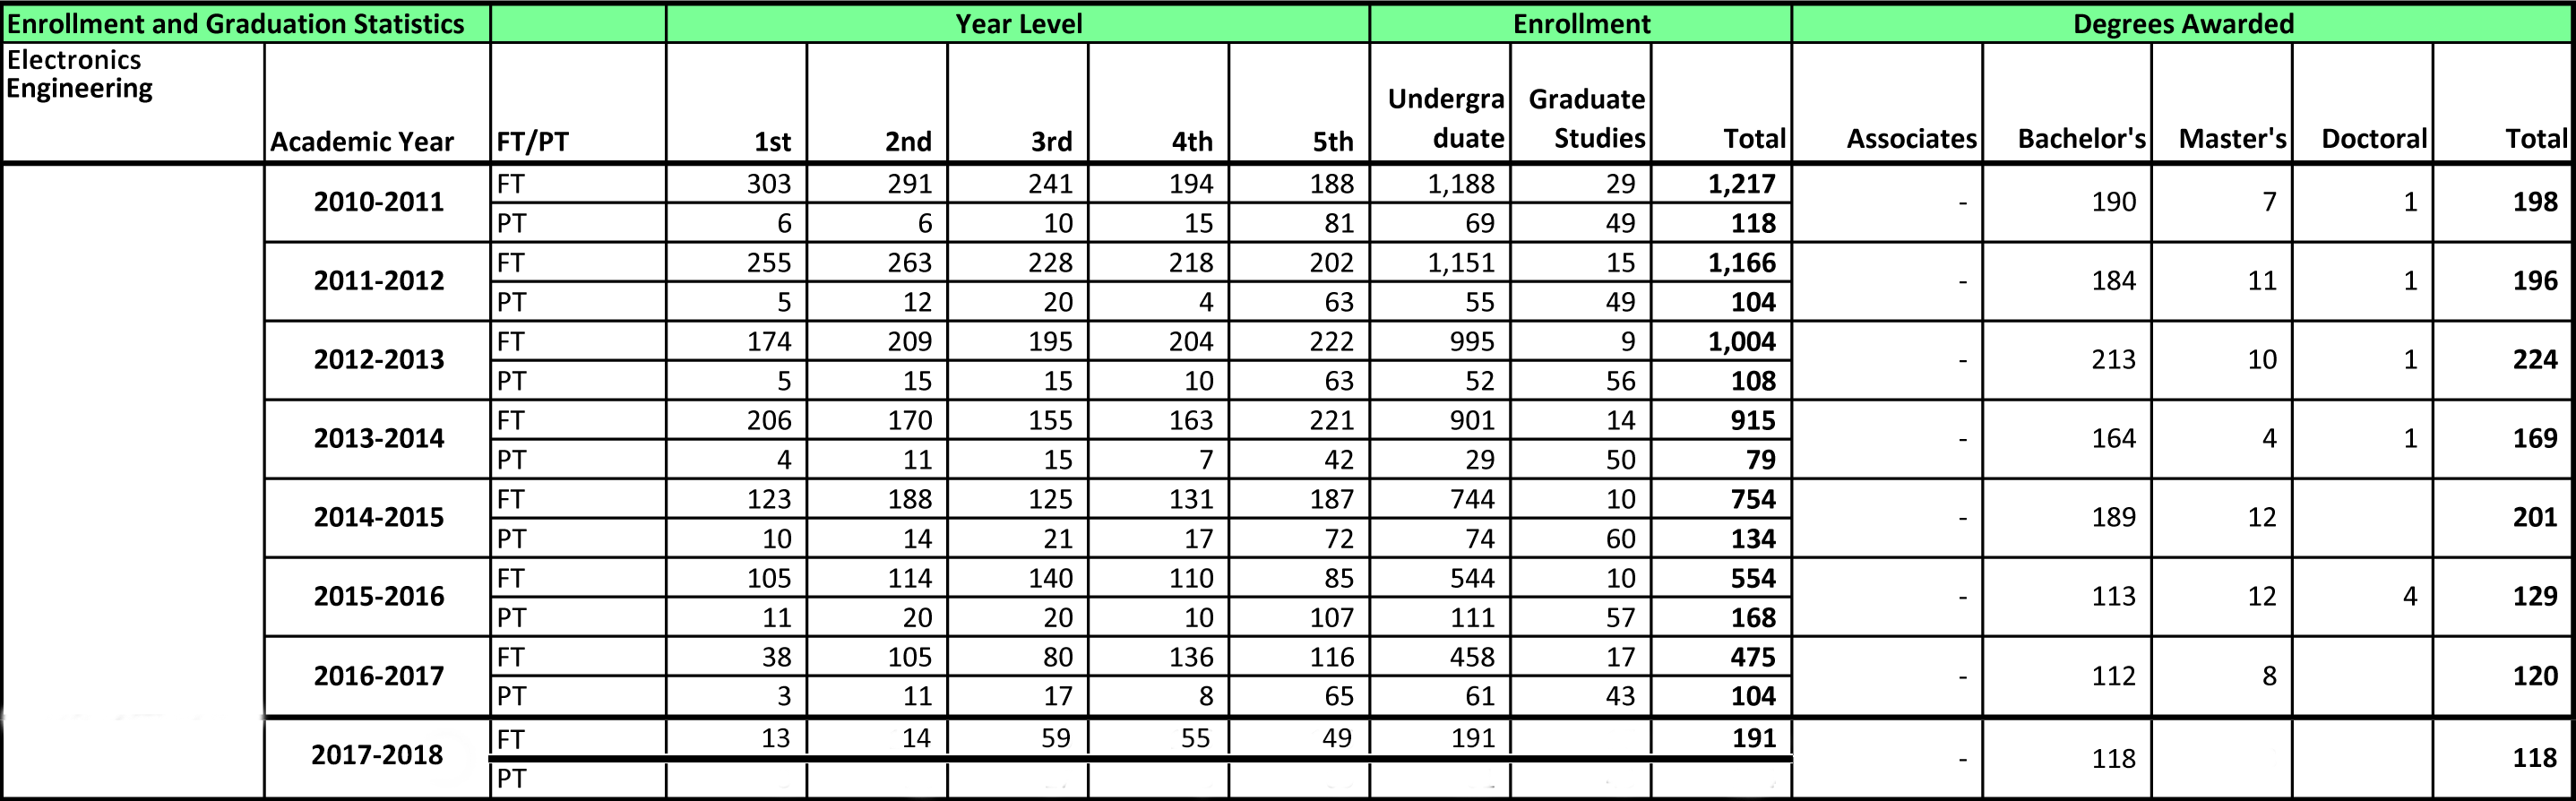 Enrollment and Graduation Statistics Year Level Enrollment Degrees Awarded
Electronics
Engineering
Academic Year FT/PT 1st 2nd 3rd 4th 5th Undergra
duate Graduate
Studies Total Associates Bachelor's Master's Doctoral Total
2010-2011 FT 303 291 241 194 188 1,188 29 1,217 - 190 7 1 198
PT 6 6 10 15 81 69 49 118
2011-2012 FT 255 263 228 218 202 1,151 15 1,166 - 184 11 1 196
PT 5 12 20 4 63 55 49 104
2012-2013 FT 174 209 195 204 222 995 9 1,004 - 213 10 1 224
PT 5 15 15 10 63 52 56 108
2013-2014 FT 206 170 155 163 221 901 14 915 - 164 4 1 169
PT 4 11 15 7 42 29 50 79
2014-2015 FT 123 188 125 131 187 744 10 754 - 189 12 201
PT 10 14 21 17 72 74 60 134
2015-2016 FT 105 114 140 110 85 544 10 554 - 113 12 4 129
PT 11 20 20 10 107 111 57 168
2016-2017 FT 38 105 80 136 116 458 17 475 - 112 8 120
PT 3 11 17 8 65 61 43 104
2017-2018 FT 13 14 59 55 49 191 191 - 118 118
PT